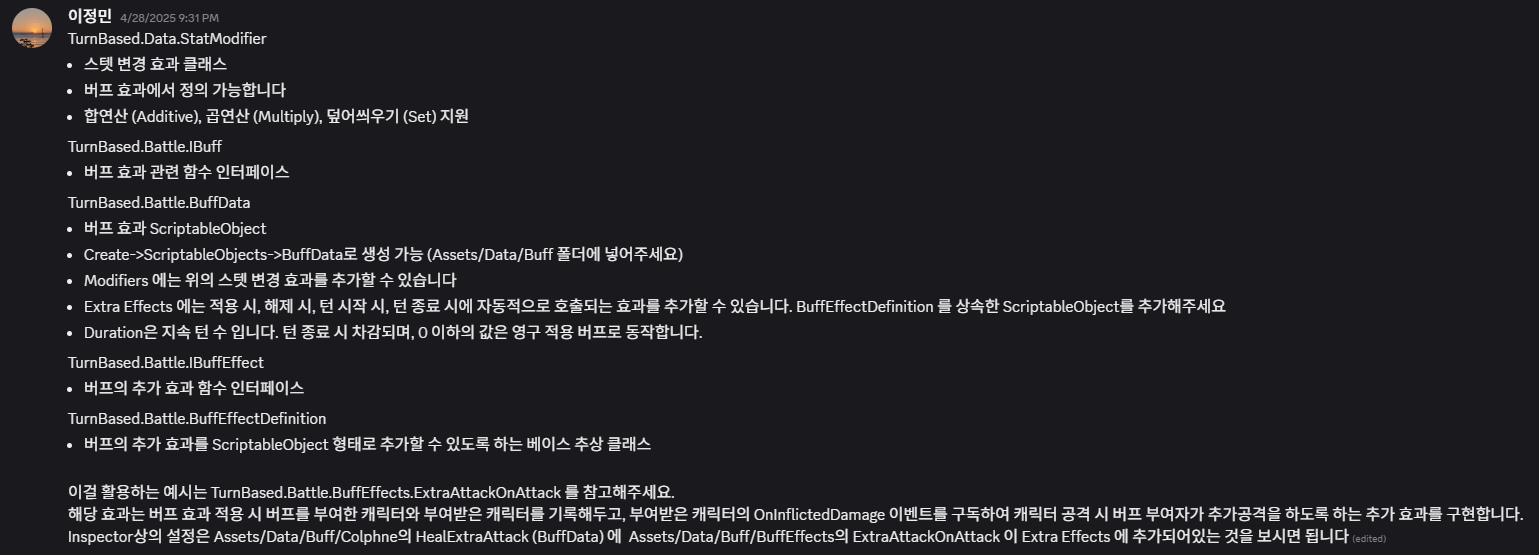 이정민 4/28/2025 9:31 PM
TurnBased.Data.StatModifier
• 스텟 변경 효과 클래스
• 버프 효과에서 정의 가능합니다
• 합연산 (Additive), 곱연산 (Multiply), 덮어씌우기 (Set) 지원
TurnBased.Battle.IBuff
• 버프 효과 관련 함수 인터페이스
TurnBased.Battle.BuffData
• 버프 효과 ScriptableObject
• Create->ScriptableObjects->BuffData로 생성 가능 (Assets/Data/Buff 폴더에 넣어주세요)
• Modifiers 에는 위의 스텟 변경 효과를 추가할 수 있습니다
• Extra Effects 에는 적용 시, 해제 시, 턴 시작 시, 턴 종료 시에 자동적으로 호출되는 효과를 추가할 수 있습니다. BuffEffectDefinition 를 상속한 ScriptableObject를 추가해주세요
• Duration은 지속 턴 수 입니다. 턴 종료 시 차감되며, 0 이하의 값은 영구 적용 버프로 동작합니다.
TurnBased.Battle.IBuffEffect
• 버프의 추가 효과 함수 인터페이스
TurnBased.Battle.BuffEffectDefinition
• 버프의 추가 효과를 ScriptableObject 형태로 추가할 수 있도록 하는 베이스 추상 클래스
이걸 활용하는 예시는 TurnBased.Battle.BuffEffects.ExtraAttackOnAttack 를 참고해주세요.
해당 효과는 버프 효과 적용 시 버프를 부여한 캐릭터와 부여받은 캐릭터를 기록해두고, 부여받은 캐릭터의 OnInflictedDamage 이벤트를 구독하여 캐릭터 공격 시 버프 부여자가 추가공격을 하도록 하는 추가 효과를 구현합니다.
Inspector상의 설정은 Assets/Data/Buff/Colphne의 HealExtraAttack (BuffData) 에 Assets/Data/Buff/BuffEffects의 ExtraAttackOnAttack 이 Extra Effects 에 추가되어있는 것을 보시면 됩니다 (edited)